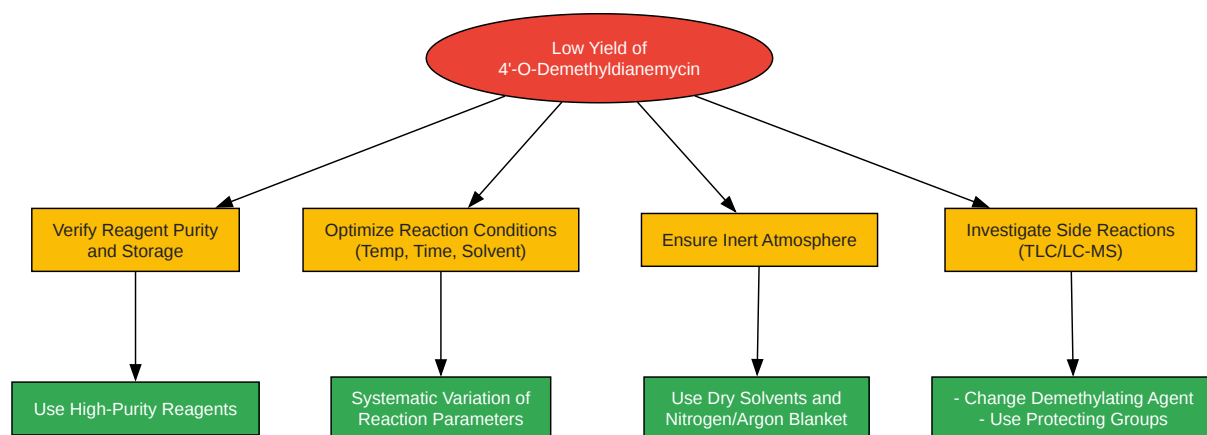 Low Yield of
4'-O-Demethyldianemycin
Verify Reagent Purity
and Storage
Optimize Reaction Conditions
(Temp, Time, Solvent)
Ensure Inert Atmosphere
Investigate Side Reactions
(TLC/LC-MS)
Use High-Purity Reagents
Systematic Variation of
Reaction Parameters
Use Dry Solvents and
Nitrogen/Argon Blanket
- Change Demethylating Agent
- Use Protecting Groups